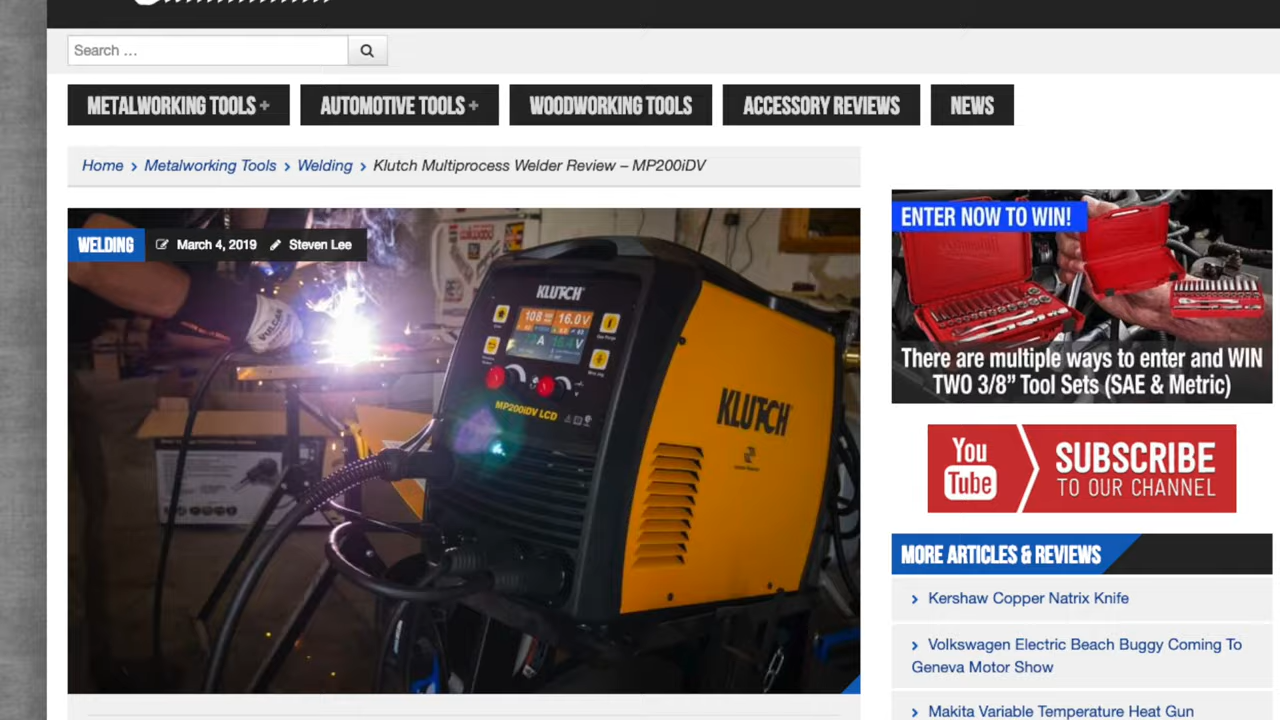 Search …
METALWORKING TOOLS +
AUTOMOTIVE TOOLS +
WOODWORKING TOOLS
ACCESSORY REVIEWS
NEWS
Home > Metalworking Tools > Welding > Klutch Multiprocess Welder Review – MP200iDV
WELDING
March 4, 2019
Steven Lee
VULCAN
KLUTCH
108
16.0V
A
V
MP200iDV LCD
KLUTCH
ENTER NOW TO WIN!
There are multiple ways to enter and WIN
TWO 3/8” Tool Sets (SAE & Metric)
You
Tube
SUBSCRIBE
TO OUR CHANNEL
MORE ARTICLES & REVIEWS
> Kershaw Copper Natrix Knife
> Volkswagen Electric Beach Buggy Coming To
Geneva Motor Show
> Makita Variable Temperature Heat Gun